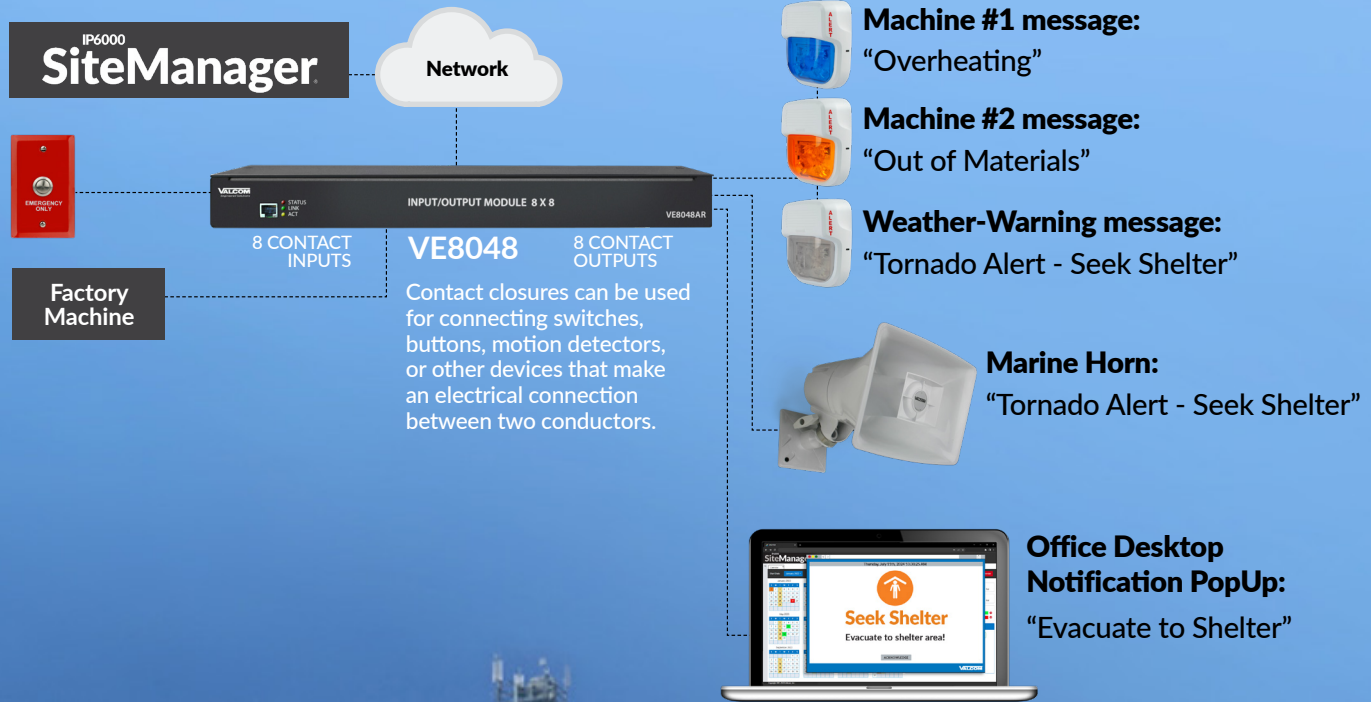 IP6000
SiteManager
Network
EMERGENCY
ONLY
Factory
Machine
VALCOM
STATUS
LINK
ACT
INPUT/OUTPUT MODULE 8 X 8
VE8048AR
8 CONTACT
INPUTS
VE8048
8 CONTACT
OUTPUTS
Contact closures can be used
for connecting switches,
buttons, motion detectors,
or other devices that make
an electrical connection
between two conductors.
ALERT
Machine #1 message:
“Overheating”
ALERT
Machine #2 message:
“Out of Materials”
ALERT
Weather-Warning message:
“Tornado Alert - Seek Shelter”
Marine Horn:
“Tornado Alert - Seek Shelter”
SiteManag
Seek Shelter
Evacuate to shelter area!
VALCOM
Office Desktop
Notification PopUp:
“Evacuate to Shelter”